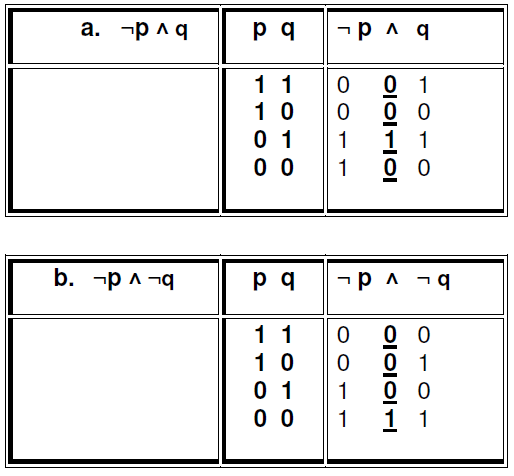 a. ¬p ∧ q p q ¬ p ∧ q
1 1 0 0 1
1 0 0 0 0
0 1 1 1 1
0 0 1 0 0
b. ¬p ∧ ¬q p q ¬ p ∧ ¬ q
1 1 0 0 0
1 0 0 0 1
0 1 1 0 0
0 0 1 1 1